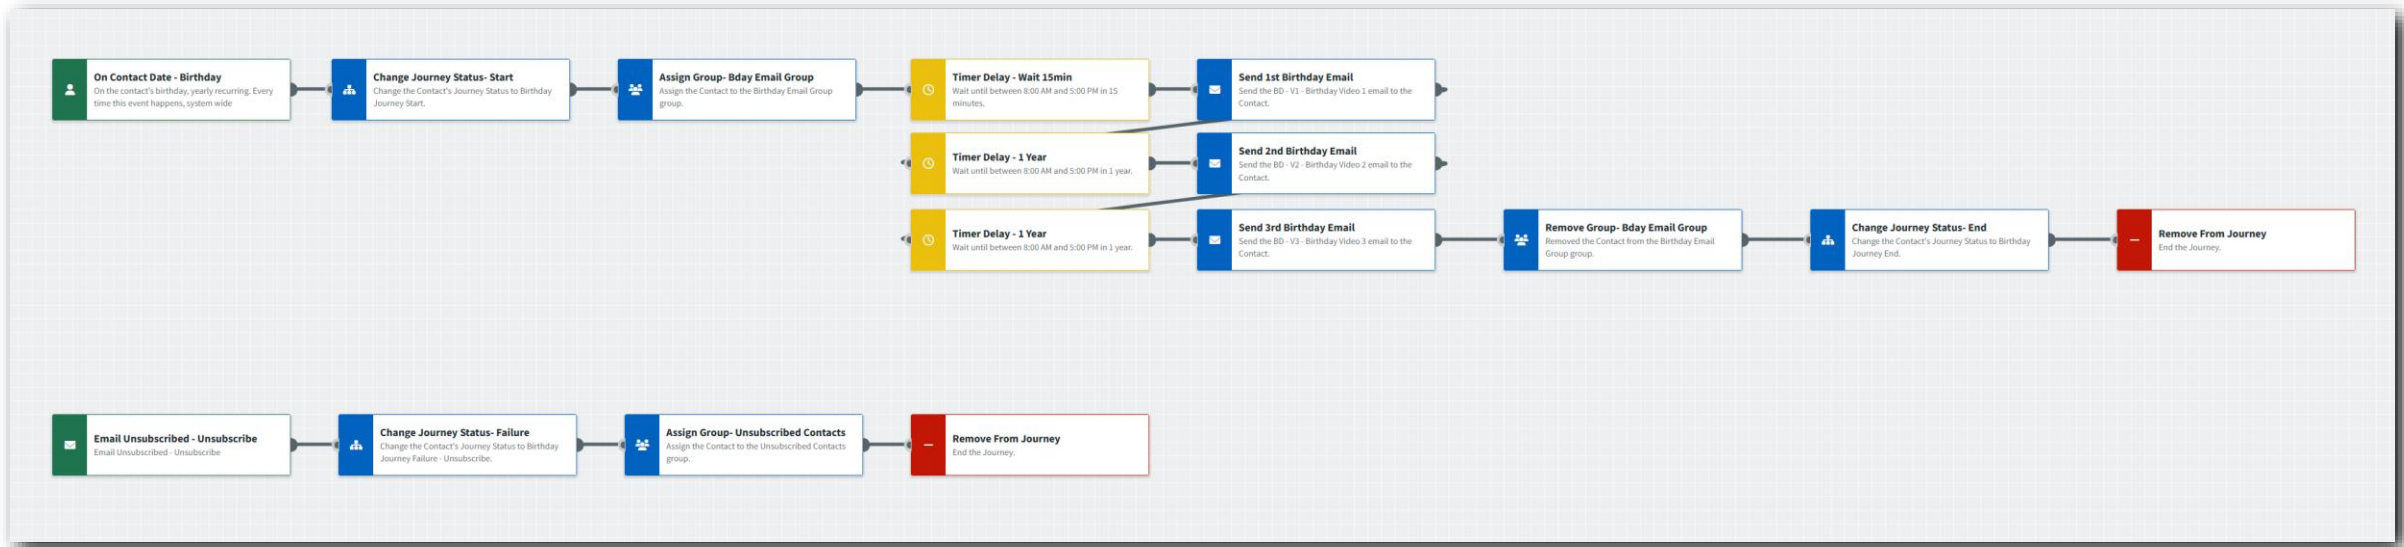 On Contact Date - Birthday
On the contact's birthday, yearly recurring. Every
time this event happens, system wide
Change Journey Status- Start
Change the Contact's Journey Status to Birthday
Journey Start.
Assign Group- Bday Email Group
Assign the Contact to the Birthday Email Group
group.
Timer Delay - Wait 15min
Wait until between 8:00 AM and 5:00 PM in 15
minutes.
Send 1st Birthday Email
Send the BD - V1 - Birthday Video 1 email to the
Contact.
Timer Delay - 1 Year
Wait until between 8:00 AM and 5:00 PM in 1 year.
Send 2nd Birthday Email
Send the BD - V2 - Birthday Video 2 email to the
Contact.
Timer Delay - 1 Year
Wait until between 8:00 AM and 5:00 PM in 1 year.
Send 3rd Birthday Email
Send the BD - V3 - Birthday Video 3 email to the
Contact.
Remove Group- Bday Email Group
Removed the Contact from the Birthday Email
Group group.
Change Journey Status- End
Change the Contact's Journey Status to Birthday
Journey End.
Remove From Journey
End the Journey.
Email Unsubscribed - Unsubscribe
Email Unsubscribed - Unsubscribe
Change Journey Status- Failure
Change the Contact's Journey Status to Birthday
Journey Failure - Unsubscribe.
Assign Group- Unsubscribed Contacts
Assign the Contact to the Unsubscribed Contacts
group.
Remove From Journey
End the Journey.